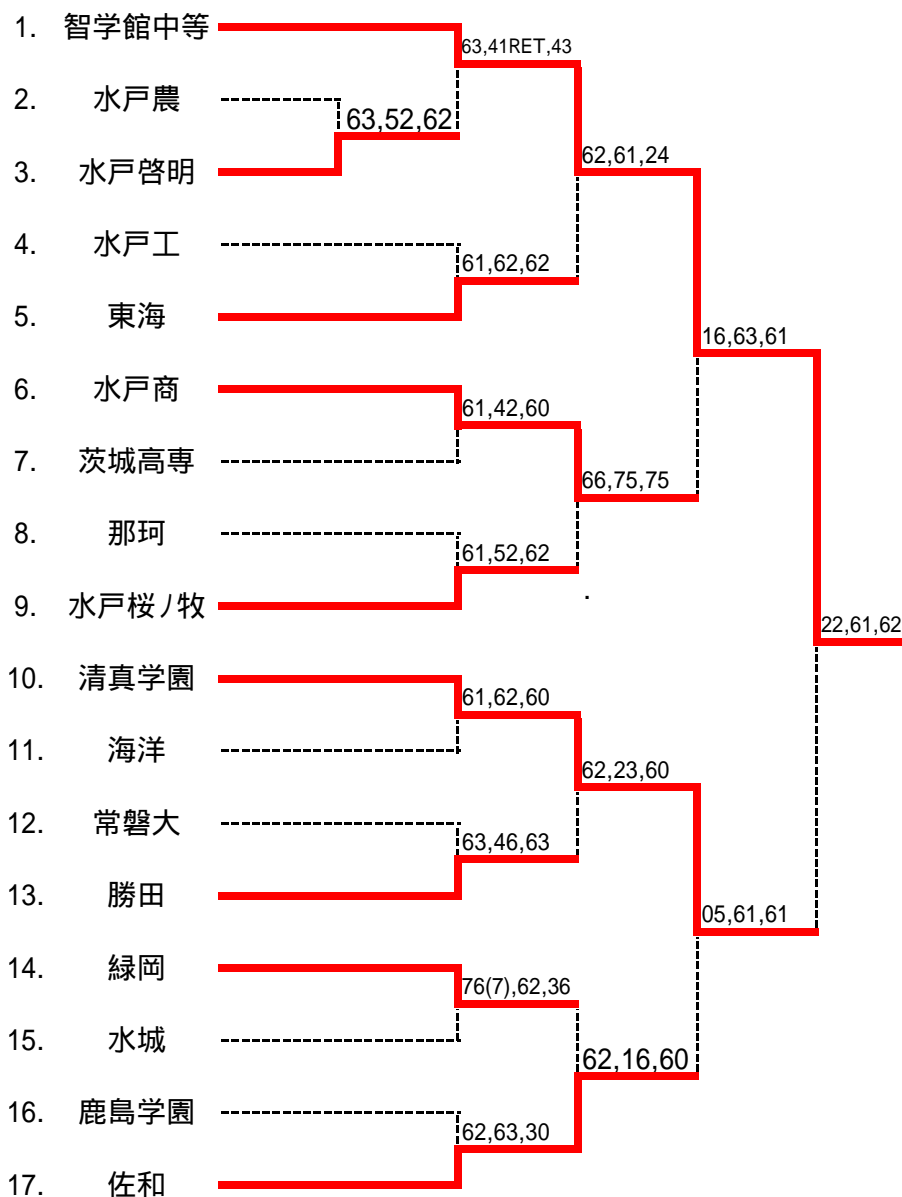 1. 智学館中等
63,41RET,43
2. 水戸農
63,52,62
3. 水戸啓明
62,61,24
4. 水戸工
61,62,62
5. 東海
16,63,61
6. 水戸商
61,42,60
7. 茨城高専
66,75,75
8. 那珂
61,52,62
9. 水戸桜ノ牧
.
22,61,62
10. 清真学園
61,62,60
11. 海洋
62,23,60
12. 常磐大
63,46,63
13. 勝田
05,61,61
14. 緑岡
76(7),62,36
15. 水城
62,16,60
16. 鹿島学園
62,63,30
17. 佐和